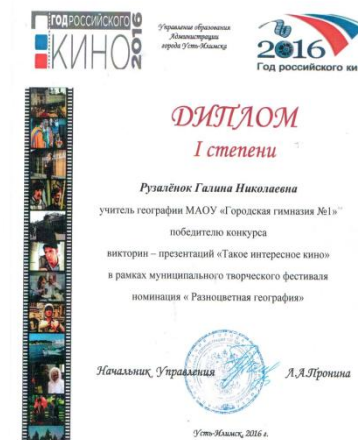 ГОД РОССИЙСКОГО
КИНО 2016
Управление образования
Администрации
города Усть-Илимска
2016
Год российского ки
ДИПЛОМ
I степени
Рузалёнок Галина Николаевна
учитель географии МАОУ «Городская гимназия №1»
победителю конкурса
викторин – презентаций «Такое интересное кино»
в рамках муниципального творческого фестиваля
номинация « Разноцветная география»
Начальник Управления
Л.А.Пронина
Усть-Илимск, 2016 г.